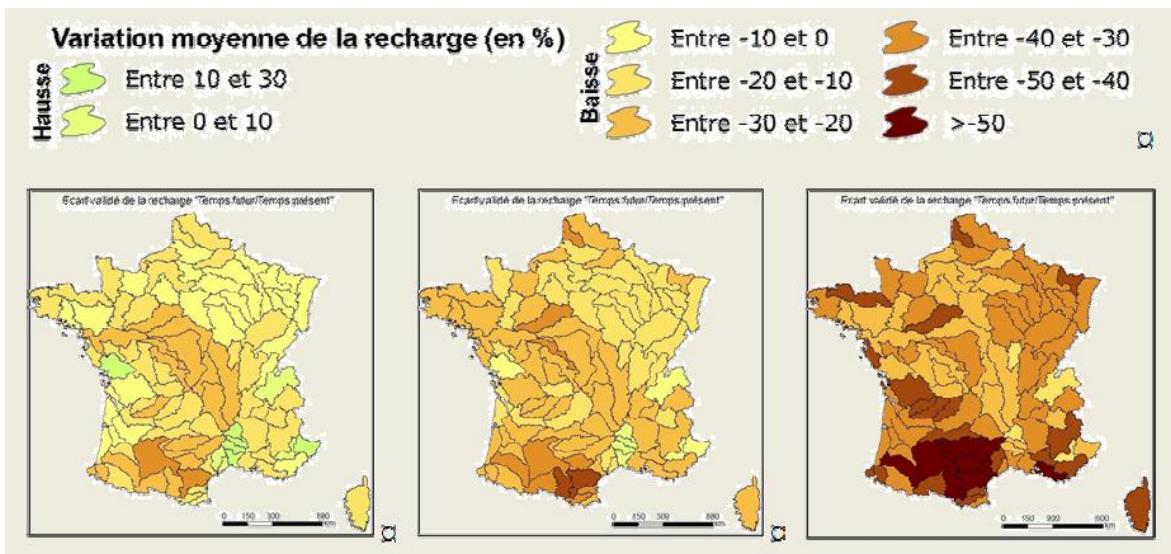 Variation moyenne de la recharge (en %)
Hausse
Entre 10 et 30
Entre 0 et 10
Baisse
Entre -10 et 0
Entre -20 et -10
Entre -30 et -20
Entre -40 et -30
Entre -50 et -40
>-50
¤
Ecart validé de la recharge "Temps futur/Temps présent"
Ecart validé de la recharge "Temps futur/Temps présent"
Ecart validé de la recharge "Temps futur/Temps présent"
0 150 300
km
¤
0 150 300
km
¤
0 150 300 600
km